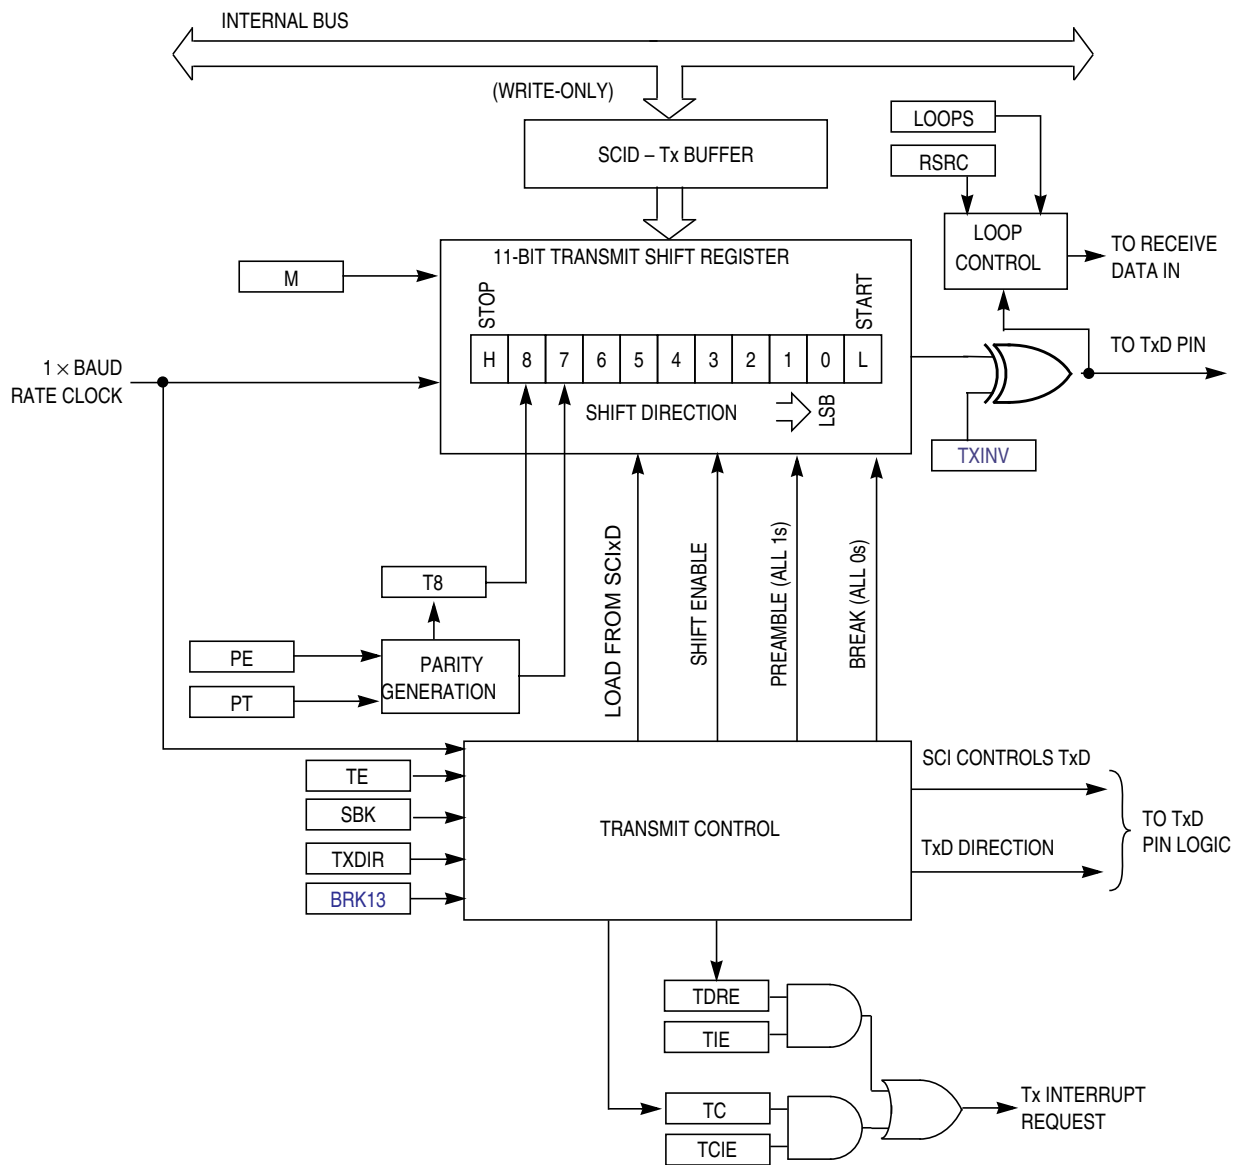 INTERNAL BUS
(WRITE-ONLY)
SCID – Tx BUFFER
LOOPS
RSRC
LOOP
CONTROL
TO RECEIVE
DATA IN
11-BIT TRANSMIT SHIFT REGISTER
M
STOP
START
H 8 7 6 5 4 3 2 1 0 L
1 × BAUD
RATE CLOCK
SHIFT DIRECTION
LSB
TO TxD PIN
TXINV
T8
PE
PT
PARITY
GENERATION
LOAD FROM SCIxD
SHIFT ENABLE
PREAMBLE (ALL 1s)
BREAK (ALL 0s)
TE
SBK
TXDIR
BRK13
TRANSMIT CONTROL
SCI CONTROLS TxD
TxD DIRECTION
TO TxD
PIN LOGIC
TDRE
TIE
TC
TCIE
Tx INTERRUPT
REQUEST